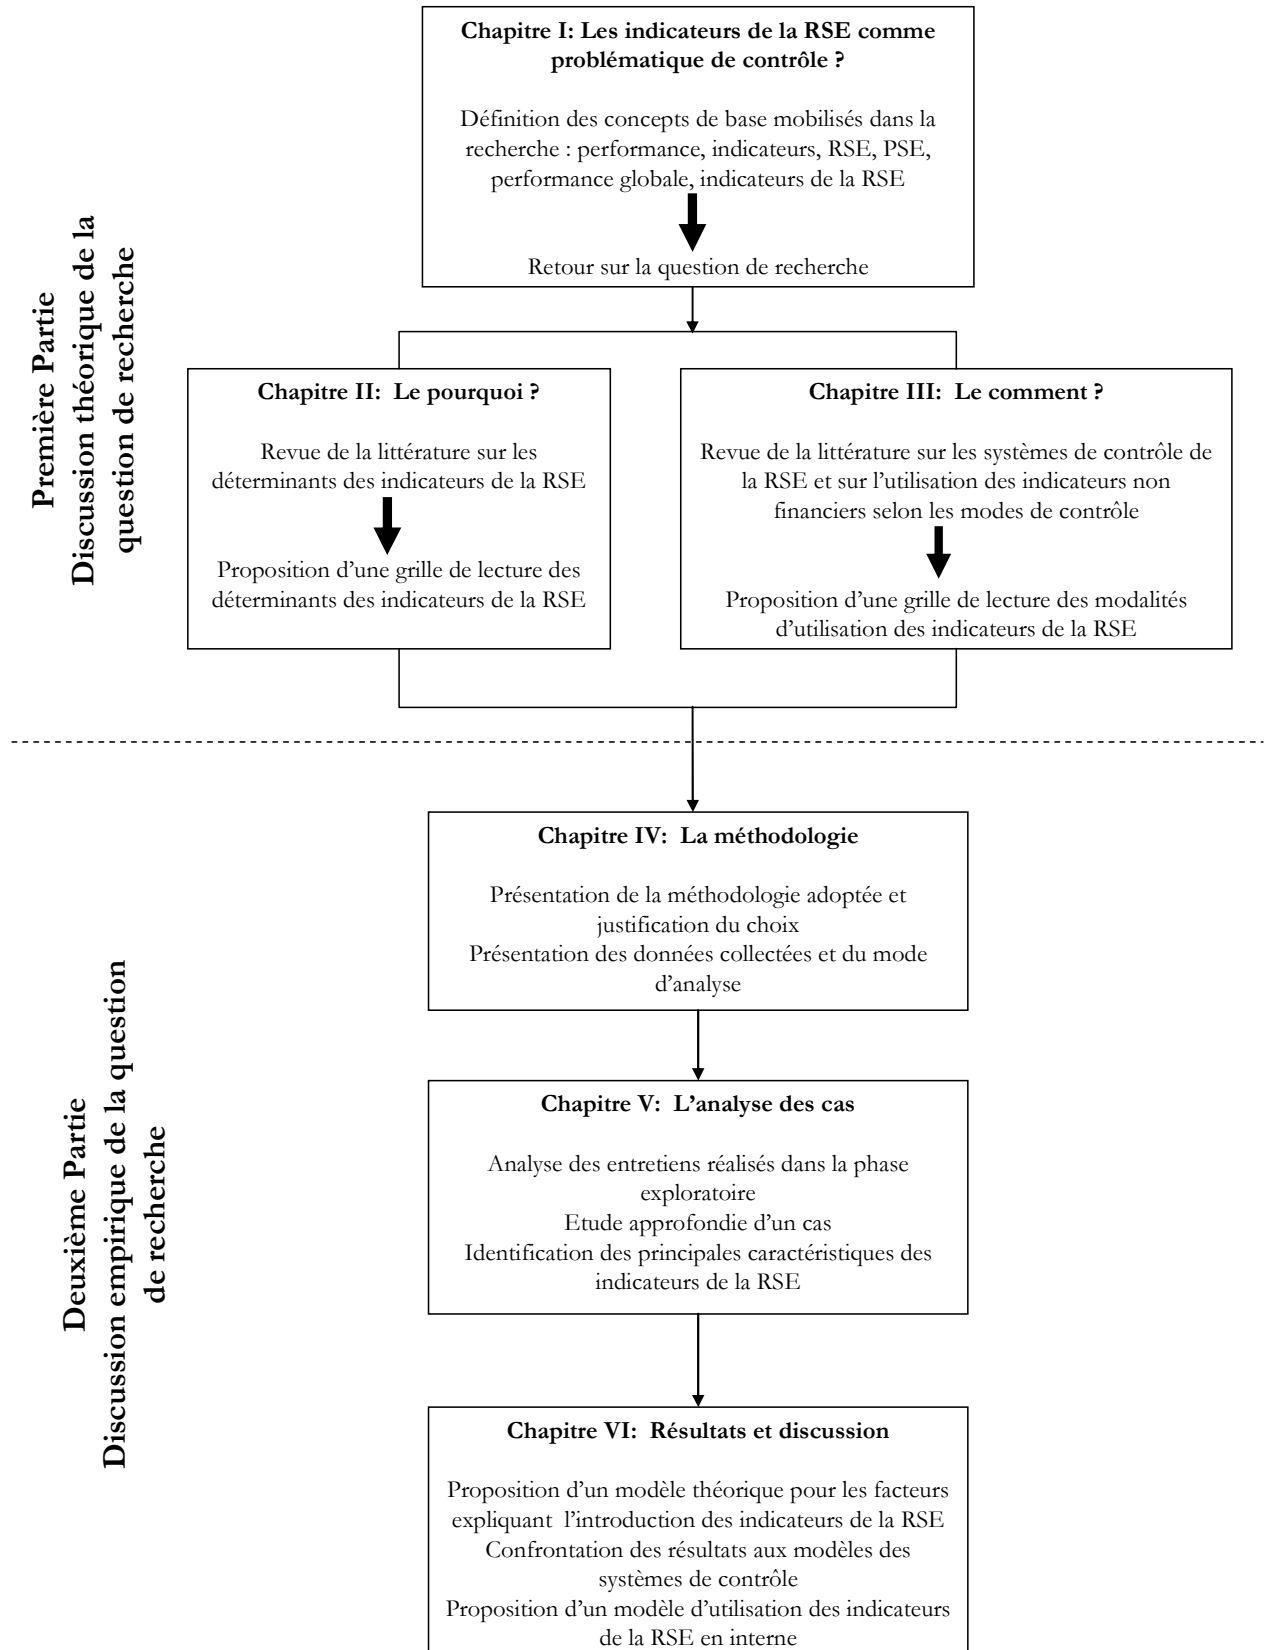 Première Partie
Discussion théorique de la
question de recherche
Chapitre I: Les indicateurs de la RSE comme
problématique de contrôle ?
Définition des concepts de base mobilisés dans la
recherche : performance, indicateurs, RSE, PSE,
performance globale, indicateurs de la RSE
Retour sur la question de recherche
Chapitre II: Le pourquoi ?
Revue de la littérature sur les
déterminants des indicateurs de la RSE
Proposition d’une grille de lecture des
déterminants des indicateurs de la RSE
Chapitre III: Le comment ?
Revue de la littérature sur les systèmes de contrôle de
la RSE et sur l’utilisation des indicateurs non
financiers selon les modes de contrôle
Proposition d’une grille de lecture des modalités
d’utilisation des indicateurs de la RSE
Deuxième Partie
Discussion empirique de la question
de recherche
Chapitre IV: La méthodologie
Présentation de la méthodologie adoptée et
justification du choix
Présentation des données collectées et du mode
d’analyse
Chapitre V: L’analyse des cas
Analyse des entretiens réalisés dans la phase
exploratoire
Etude approfondie d’un cas
Identification des principales caractéristiques des
indicateurs de la RSE
Chapitre VI: Résultats et discussion
Proposition d’un modèle théorique pour les facteurs
expliquant l’introduction des indicateurs de la RSE
Confrontation des résultats aux modèles des
systèmes de contrôle
Proposition d’un modèle d’utilisation des indicateurs
de la RSE en interne